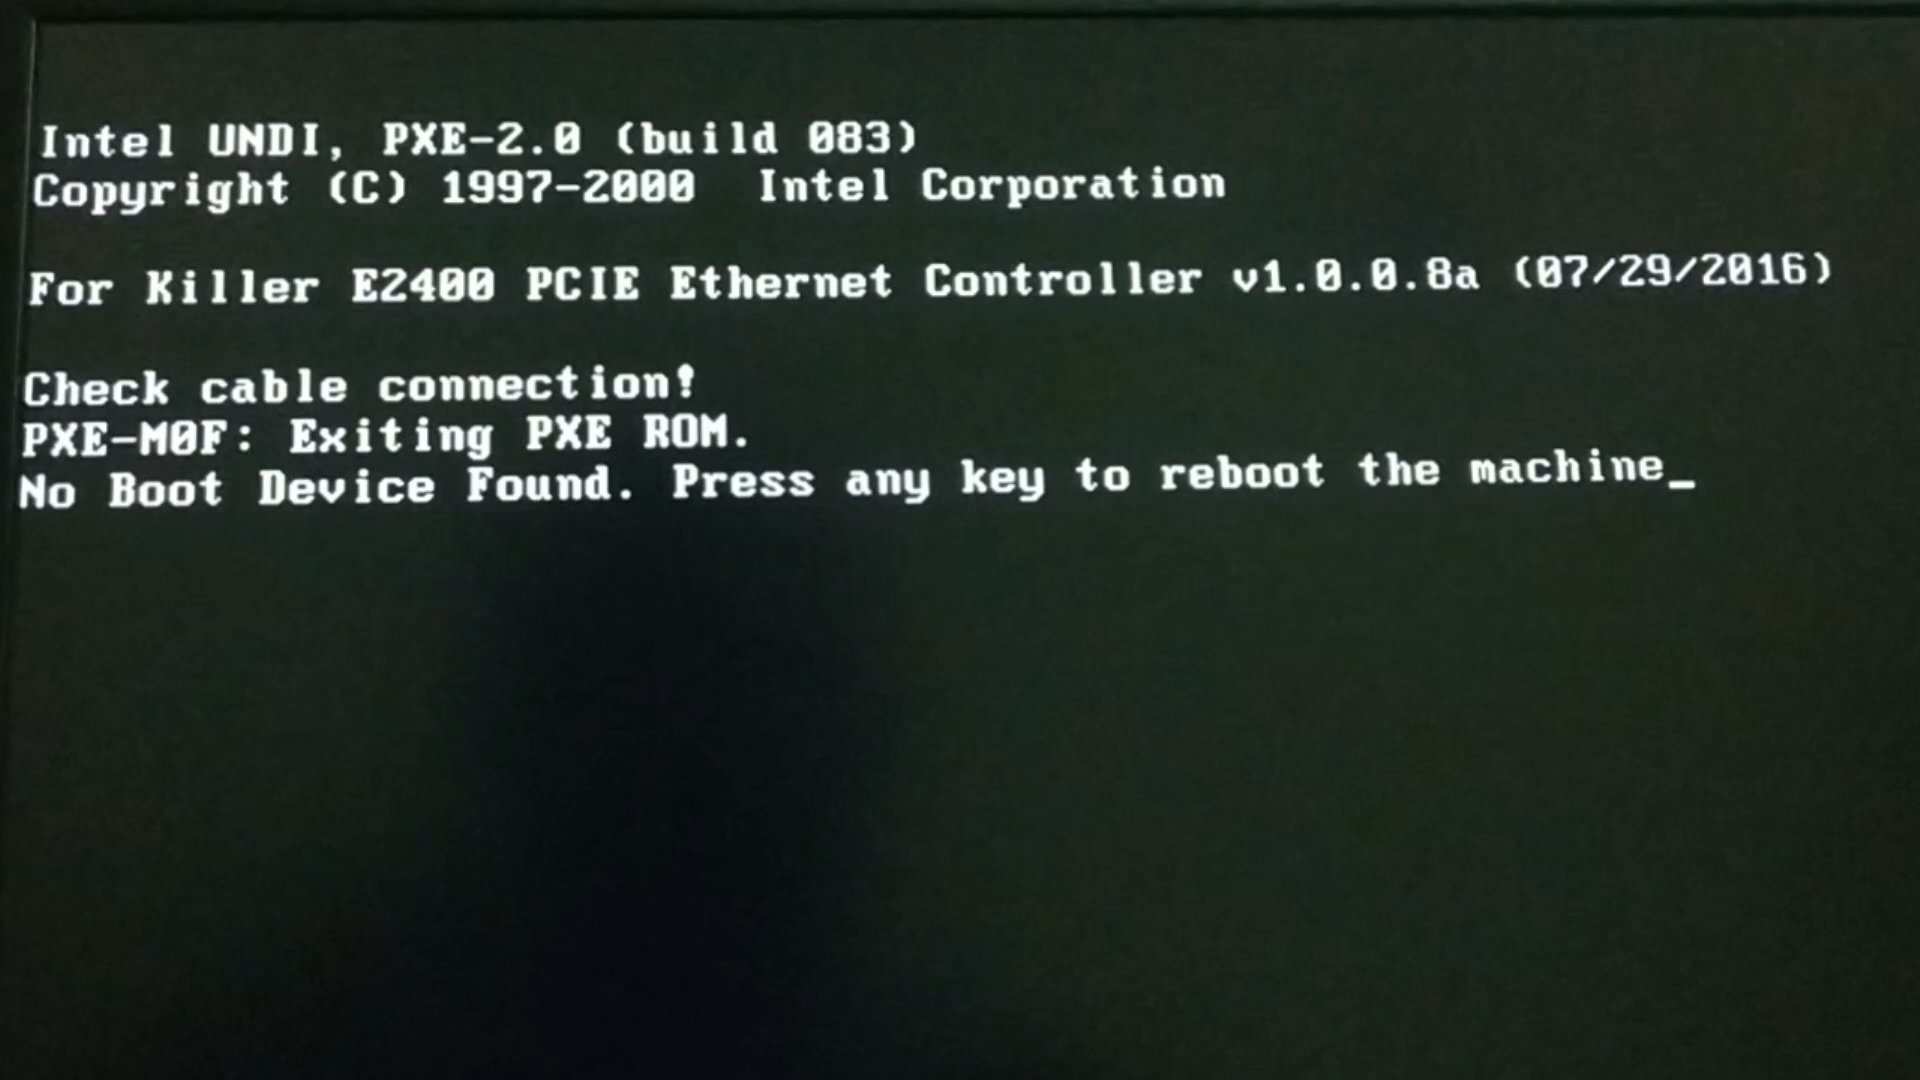 Intel UNDI, PXE-2.0 (build 083)
Copyright (C) 1997-2000  Intel Corporation
For Killer E2400 PCIE Ethernet Controller v1.0.0.8a (07/29/2016)
Check cable connection!
PXE-M0F: Exiting PXE ROM.
No Boot Device Found. Press any key to reboot the machine_